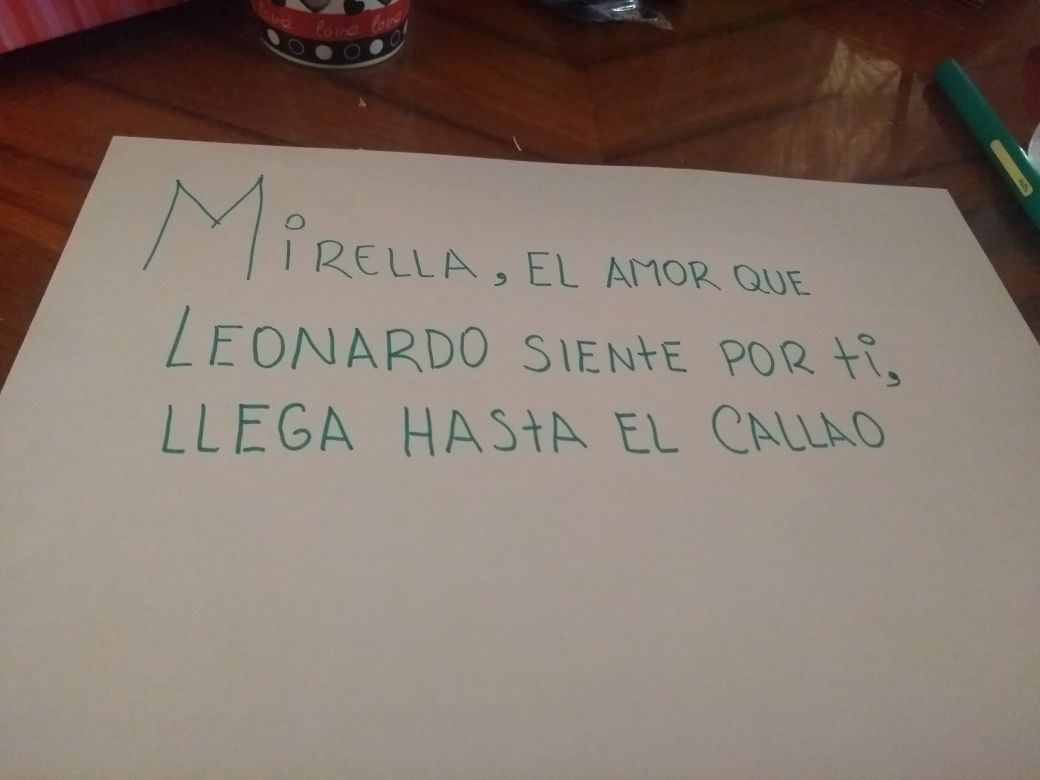 love love love
MiRELLA, EL AMOR QUE
LEONARDO SIENtE POR ti,
LLEGA HAStA EL CALLAO